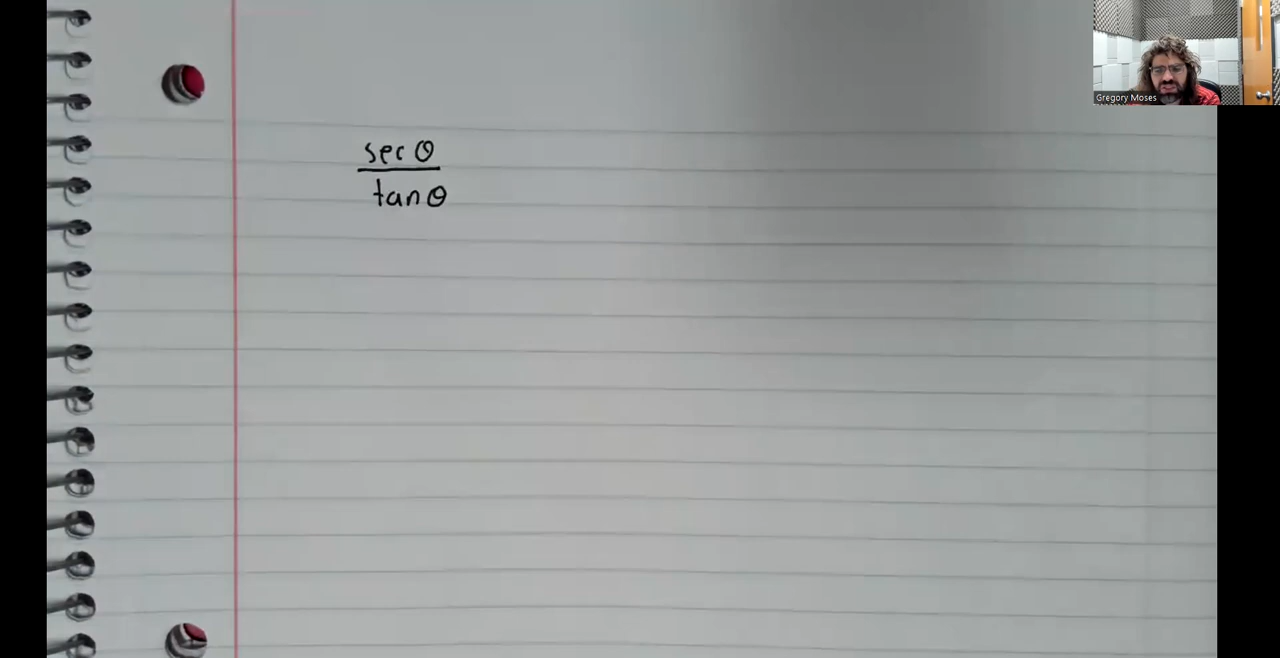 Gregory Moses
sec θ
tan θ